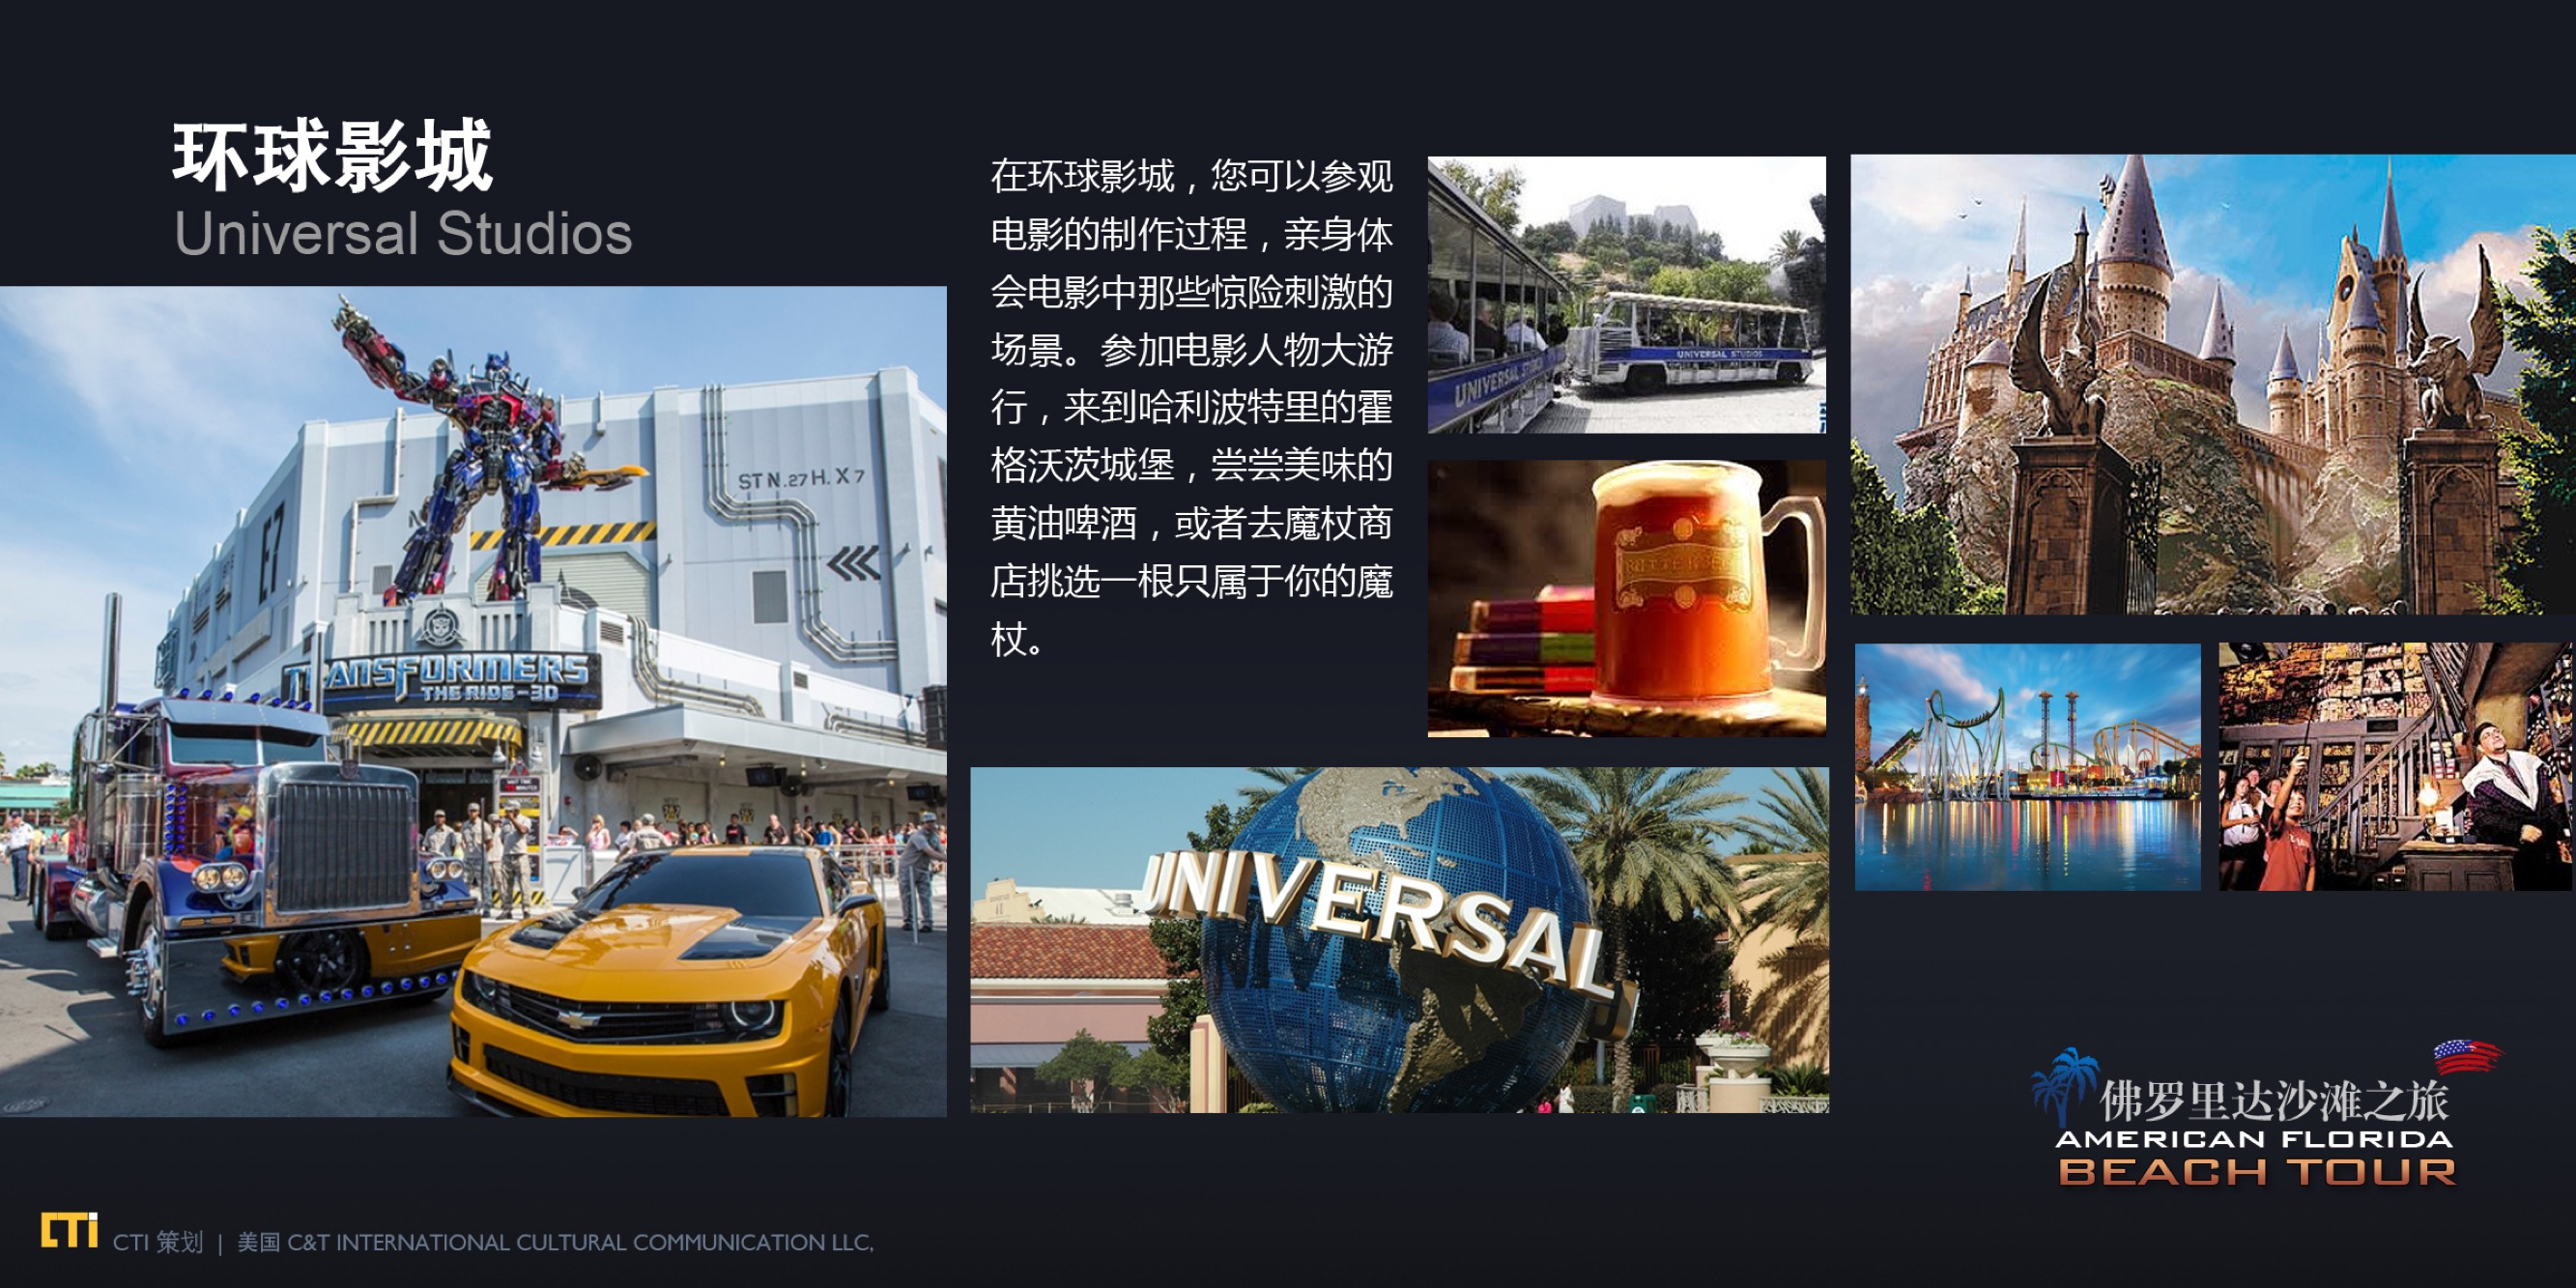 环球影城
Universal Studios
在环球影城，您可以参观
电影的制作过程，亲身体
会电影中那些惊险刺激的
场景。参加电影人物大游
行，来到哈利波特里的霍
格沃茨城堡，尝尝美味的
黄油啤酒，或者去魔杖商
店挑选一根只属于你的魔
杖。
E7
STN.27H.X7
TRANSFORMERS
THE RIDE-3D
UNIVERSAL STUDIOS
UNIVERSAL
UNIVERSAL
佛罗里达沙滩之旅
AMERICAN FLORIDA
BEACH TOUR
CTi CTI 策划 | 美国 C&T INTERNATIONAL CULTURAL COMMUNICATION LLC,